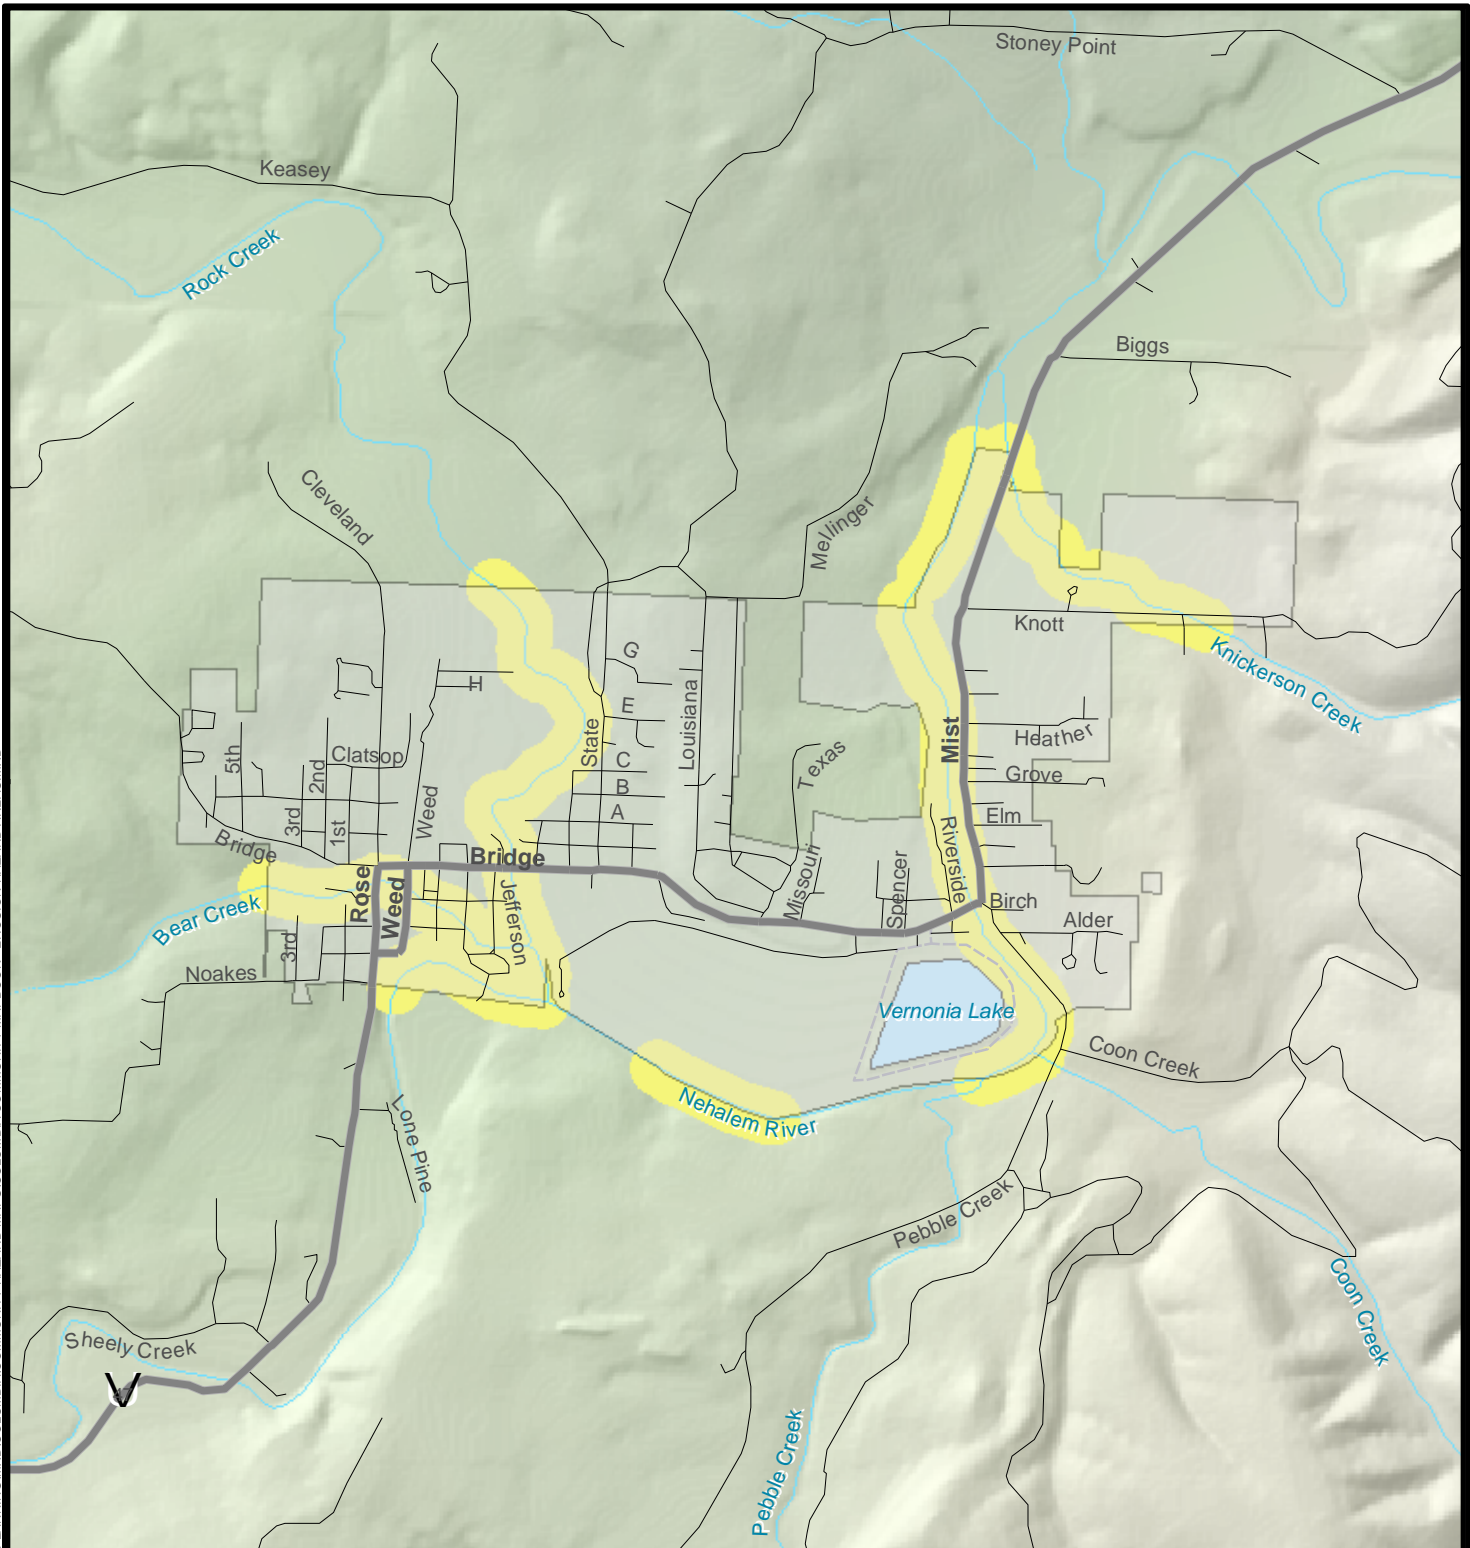 Stoney Point
Keasey
Rock Creek
Biggs
Cleveland
Mellinger
Knott
Knickerson Creek
G
H
E
Louisiana
State
Mist
Heather
5th
2nd
Clatsop
C
Texas
Grove
B
A
Weed
3rd
1st
Elm
Riverside
Bridge
Bridge
Missouri
Spencer
Rose
Weed
Jefferson
Birch
Alder
Bear Creek
3rd
Noakes
Vernonia Lake
Coon Creek
Nehalem River
Lone Pine
Pebble Creek
Coon Creek
Sheely Creek
V
Pebble Creek